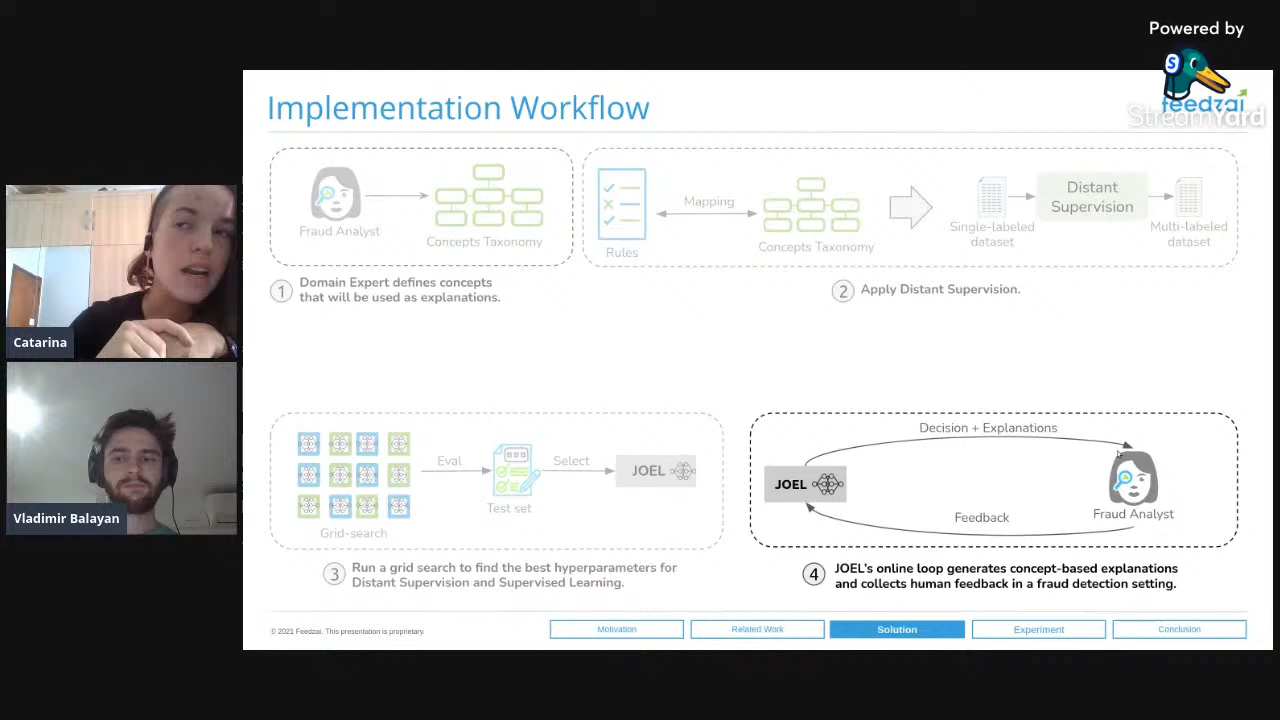 Powered by
feedzai
StreamYard
Implementation Workflow
Fraud Analyst
Concepts Taxonomy
Rules
Mapping
Concepts Taxonomy
Single-labeled
dataset
Distant
Supervision
Multi-labeled
dataset
1
Domain Expert defines concepts
that will be used as explanations.
2
Apply Distant Supervision.
Catarina
Vladimir Balayan
Grid-search
Eval
Test set
Select
JOEL
Decision + Explanations
JOEL
Feedback
Fraud Analyst
3
Run a grid search to find the best hyperparameters for
Distant Supervision and Supervised Learning.
4
JOEL's online loop generates concept-based explanations
and collects human feedback in a fraud detection setting.
© 2021 Feedzai. This presentation is proprietary.
Motivation
Related Work
Solution
Experiment
Conclusion